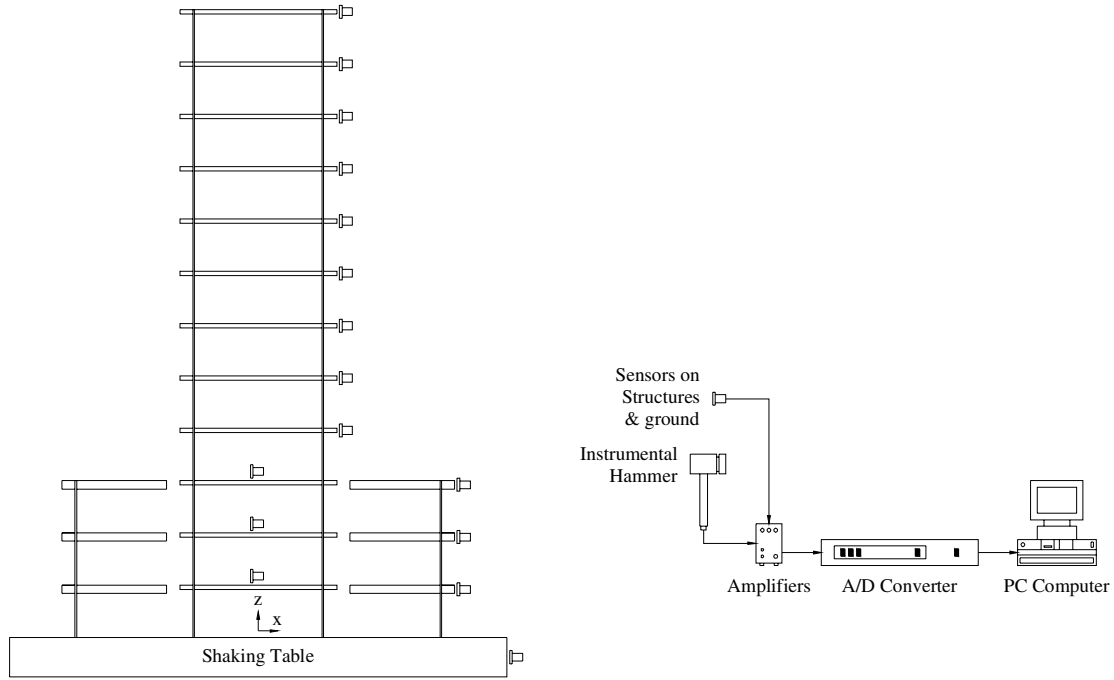 Sensors on
Structures
& ground
Instrumental
Hammer
Amplifiers
A/D Converter
PC Computer
z
x
Shaking Table